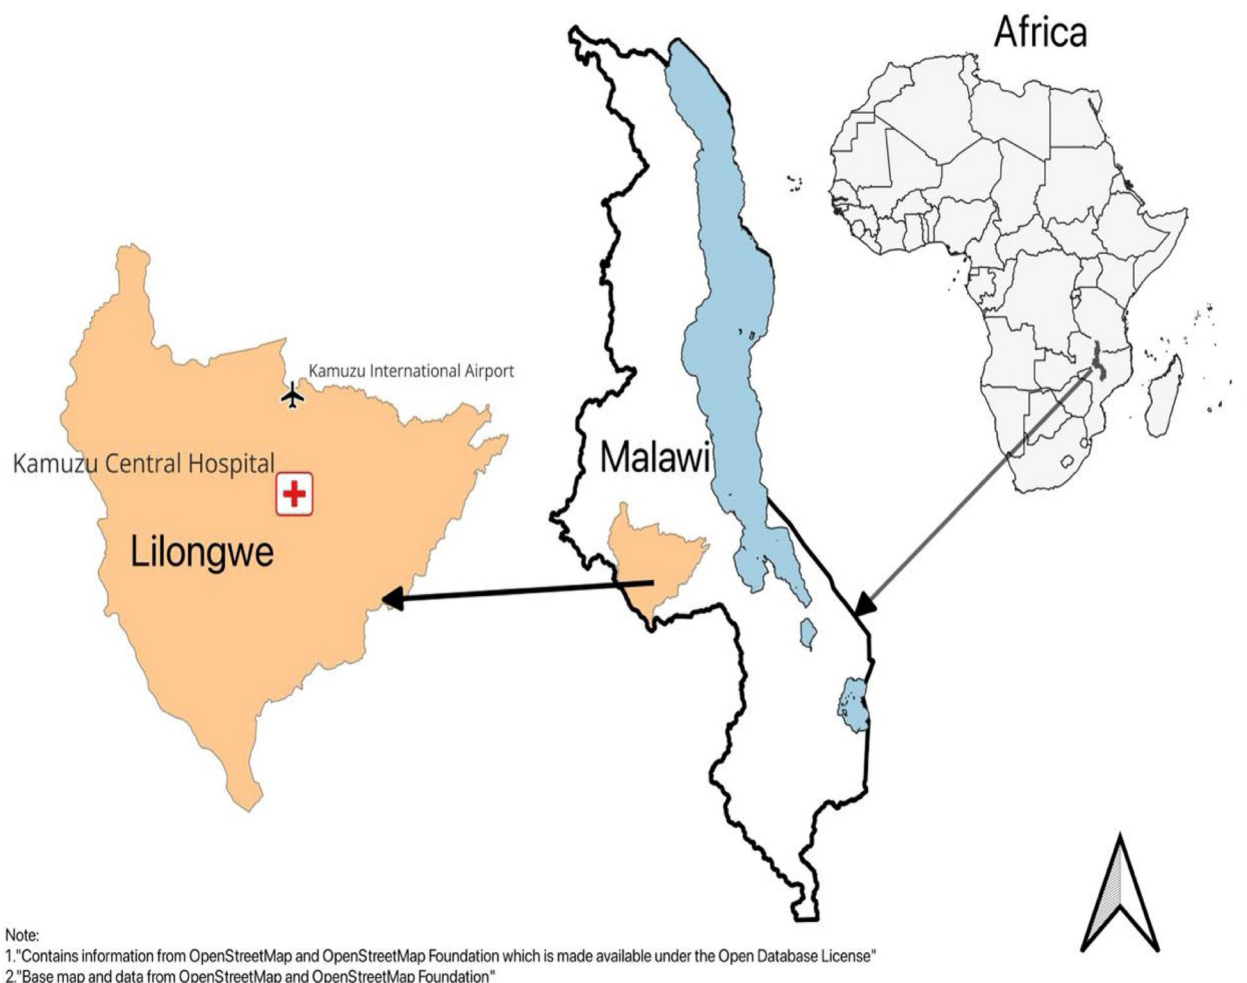 Africa
Kamuzu International Airport
Malawi
Kamuzu Central Hospital
Lilongwe
Note:
1."Contains information from OpenStreetMap and OpenStreetMap Foundation which is made available under the Open Database License"
2."Base map and data from OpenStreetMap and OpenStreetMap Foundation"